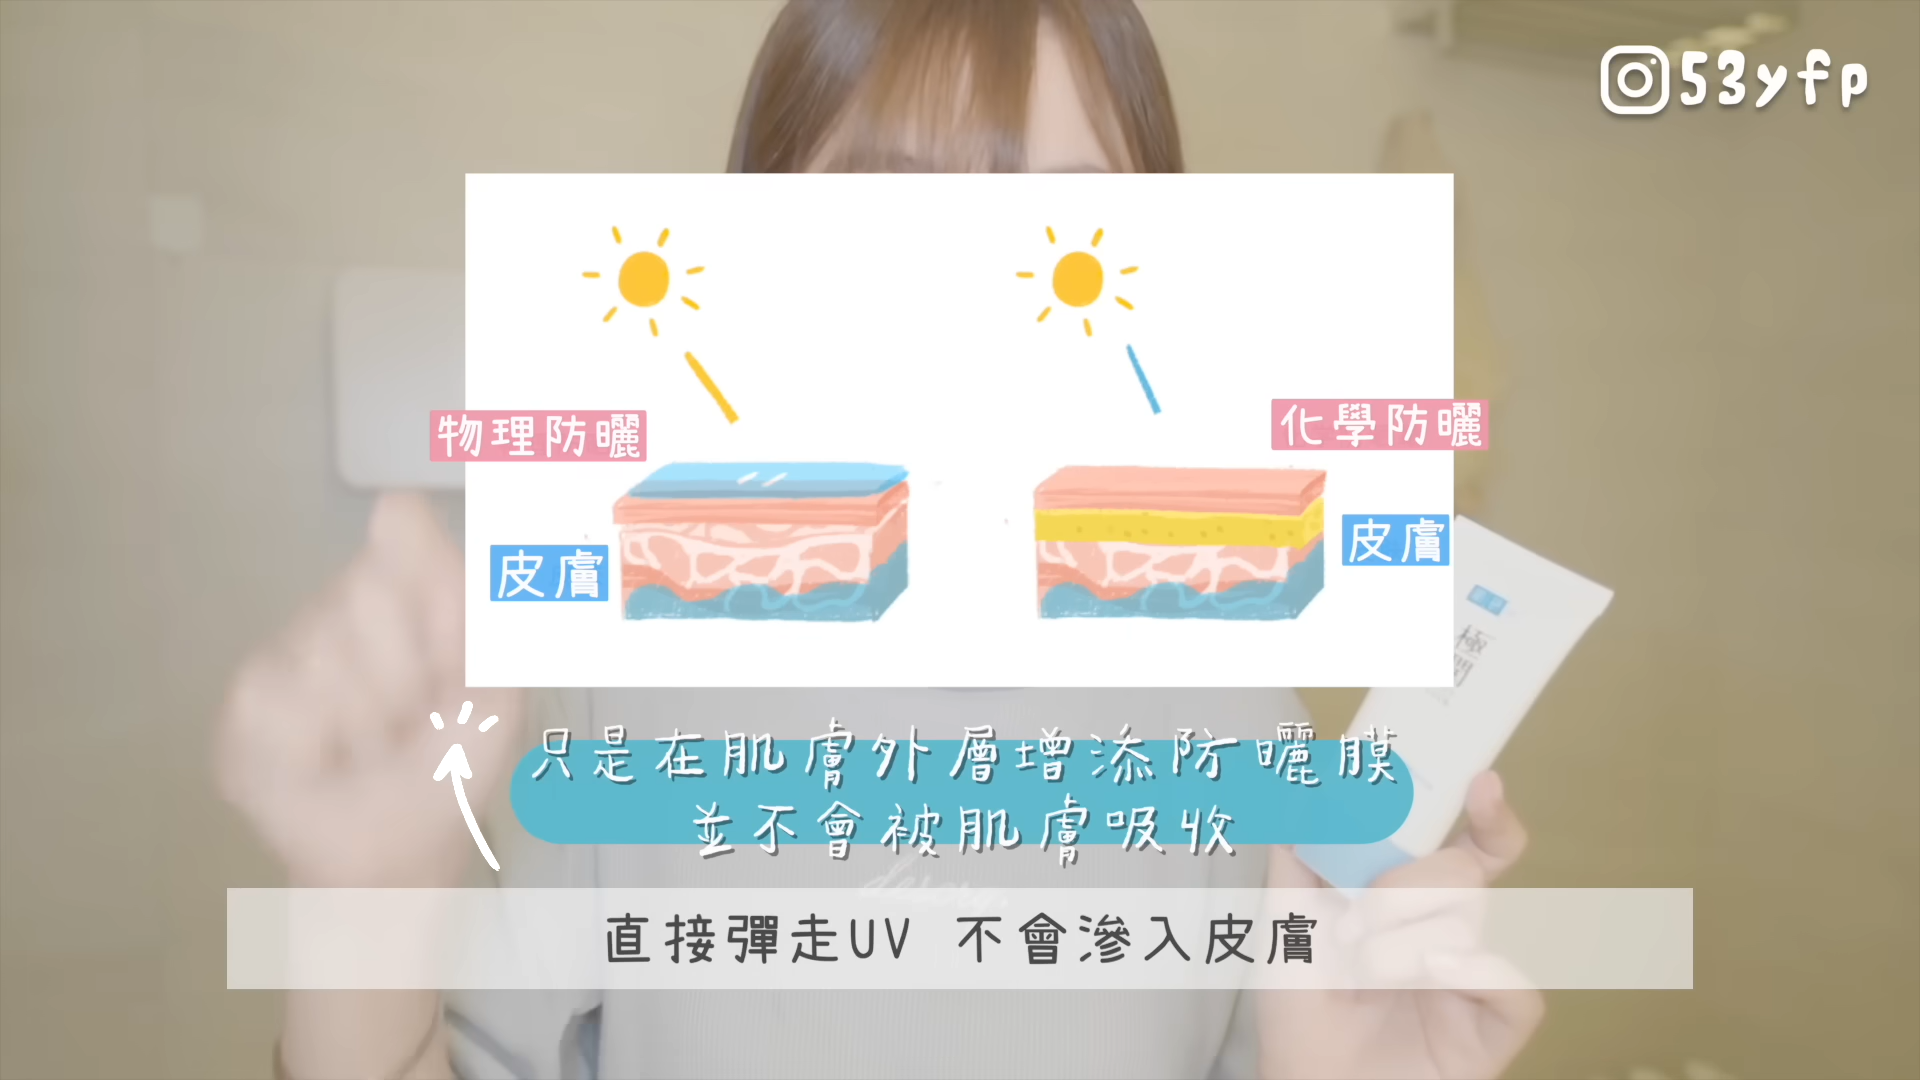 53yfp
物理防曬
化學防曬
皮膚
皮膚
極潤
只是在肌膚外層增添防曬膜
並不會被肌膚吸收
直接彈走UV 不會滲入皮膚